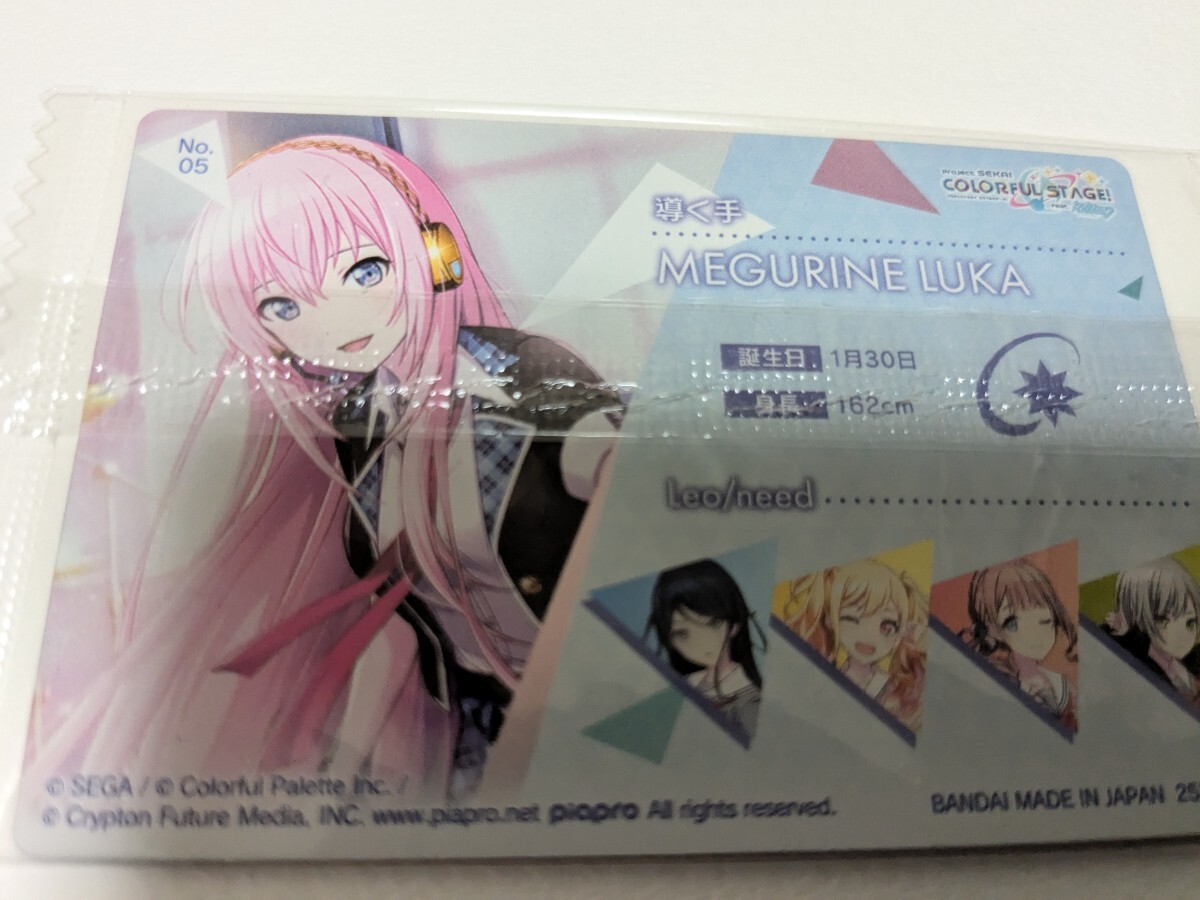 No.
05
Project SEKAI
COLORFUL STAGE!
導く手
MEGURINE LUKA
誕生日 1月30日
身長 162cm
Leo/need
© SEGA / © Colorful Palette Inc. /
© Crypton Future Media, INC. www.piapro.net piapro All rights reserved.
BANDAI MADE IN JAPAN 25